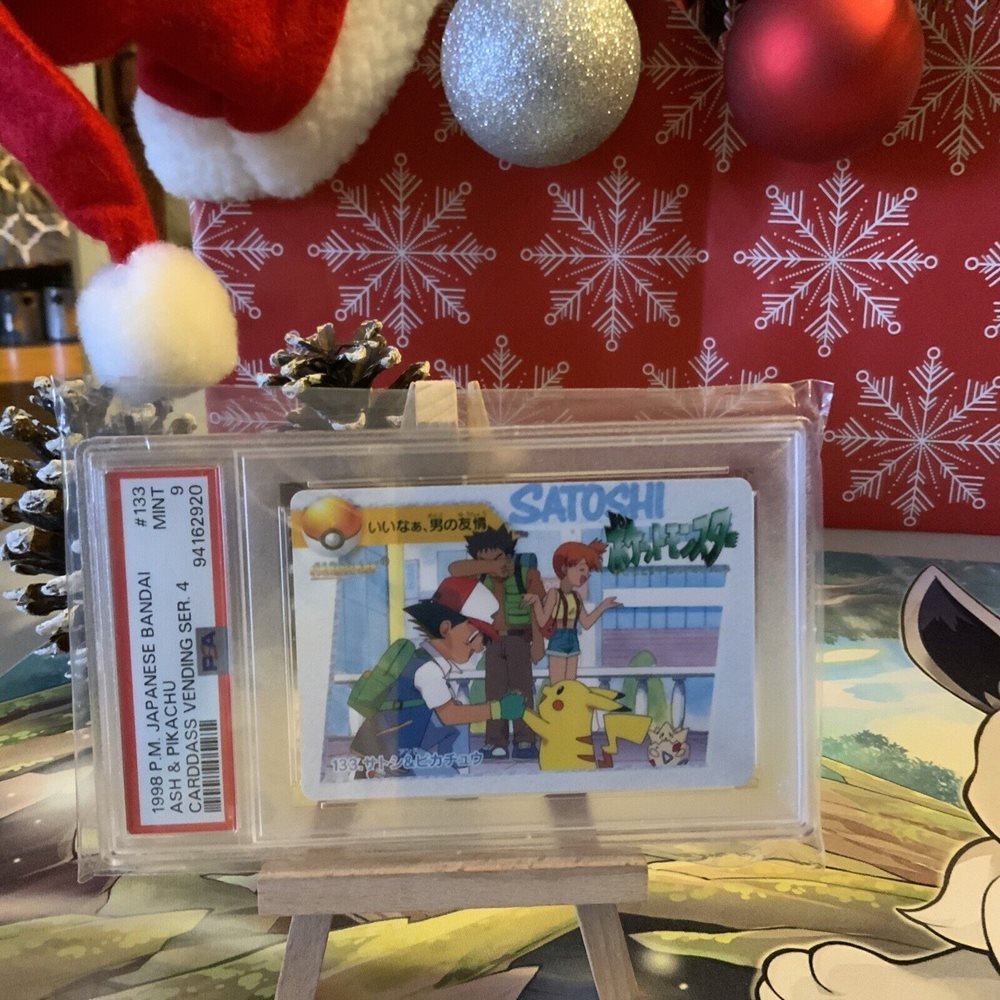 1998 P.M. JAPANESE BANDAI #133
ASH & PIKACHU MINT
CARDDASS VENDING SER. 4 9
94162920
PSA
いいなぁ、男の友情
SATOSHI
ポケットモンスター
CARDDASS
133 サトシ&ピカチュウ